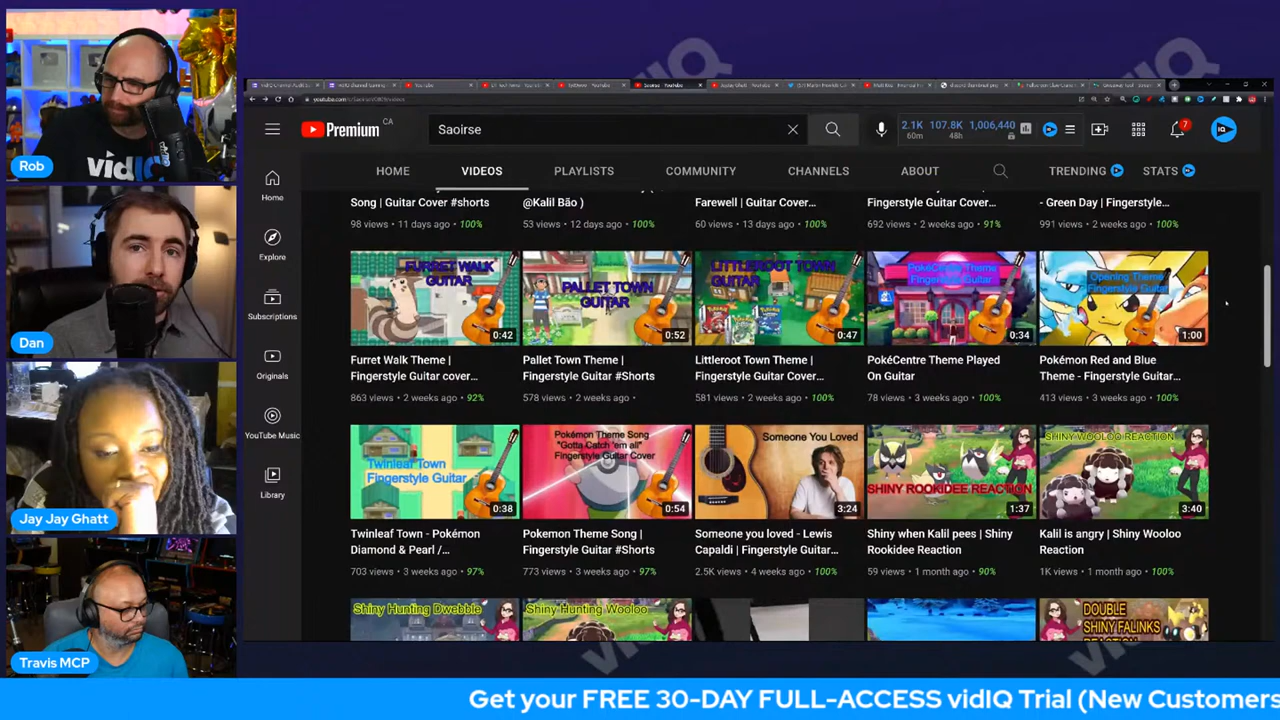 Rob
vidIQ
Dan
Jay Jay Ghatt
Travis MCP
Premium
CA
Saoirse
2.1K
60m
107.8K
48h
1,006,440
7
HOME
VIDEOS
PLAYLISTS
COMMUNITY
CHANNELS
ABOUT
TRENDING
STATS
Home
Explore
Subscriptions
Originals
YouTube Music
Library
Song | Guitar Cover #shorts
98 views • 11 days ago • 100%
@Kalil Bão )
53 views • 12 days ago • 100%
Farewell | Guitar Cover...
60 views • 13 days ago • 100%
Fingerstyle Guitar Cover...
692 views • 2 weeks ago • 91%
- Green Day | Fingerstyle...
991 views • 2 weeks ago • 100%
FURRET WALK
GUITAR
0:42
Furret Walk Theme |
Fingerstyle Guitar cover...
863 views • 2 weeks ago • 92%
PALLET TOWN
GUITAR
0:52
Pallet Town Theme |
Fingerstyle Guitar #Shorts
578 views • 2 weeks ago •
LITTLEROOT TOWN
GUITAR
0:47
Littleroot Town Theme |
Fingerstyle Guitar Cover...
581 views • 2 weeks ago • 100%
PokéCentre Theme
Fingerstyle Guitar
0:34
PokéCentre Theme Played
On Guitar
78 views • 3 weeks ago • 100%
Opening Theme
Fingerstyle Guitar
1:00
Pokémon Red and Blue
Theme - Fingerstyle Guitar...
413 views • 3 weeks ago • 100%
Twinleaf Town
Fingerstyle Guitar
0:38
Twinleaf Town - Pokémon
Diamond & Pearl /...
703 views • 3 weeks ago • 97%
Pokémon Theme Song
"Gotta Catch 'em all"
Fingerstyle Guitar Cover
0:54
Pokemon Theme Song |
Fingerstyle Guitar #Shorts
773 views • 3 weeks ago • 97%
Someone You Loved
3:24
Someone you loved - Lewis
Capaldi | Fingerstyle Guitar...
2.5K views • 4 weeks ago • 100%
SHINY ROOKIDEE REACTION
1:37
Shiny when Kalil pees | Shiny
Rookidee Reaction
59 views • 1 month ago • 90%
SHINY WOOLOO REACTION
3:40
Kalil is angry | Shiny Wooloo
Reaction
1K views • 1 month ago • 100%
Shiny Hunting Dwebble
Shiny Hunting Wooloo
DOUBLE
SHINY FALINKS
REACTION
Get your FREE 30-DAY FULL-ACCESS vidIQ Trial (New Customers